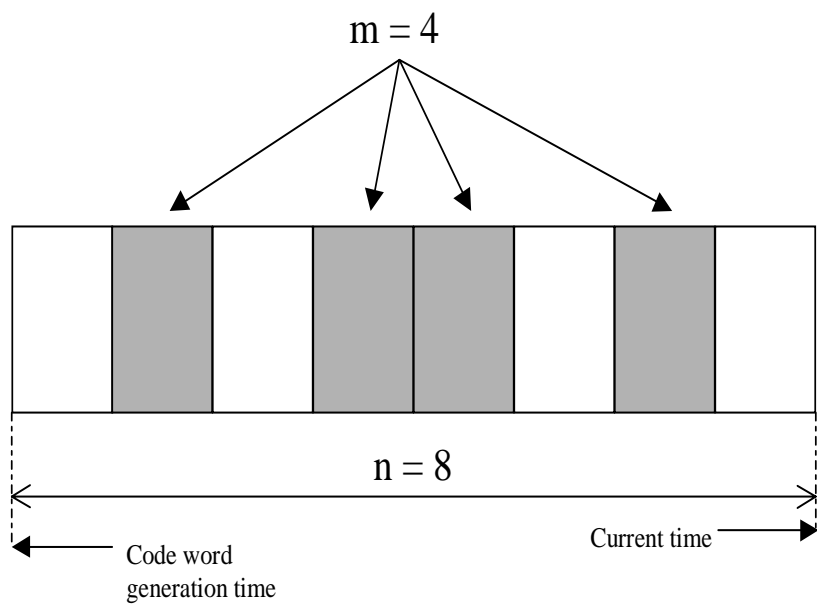 m = 4
n = 8
Current time
Code word
generation time